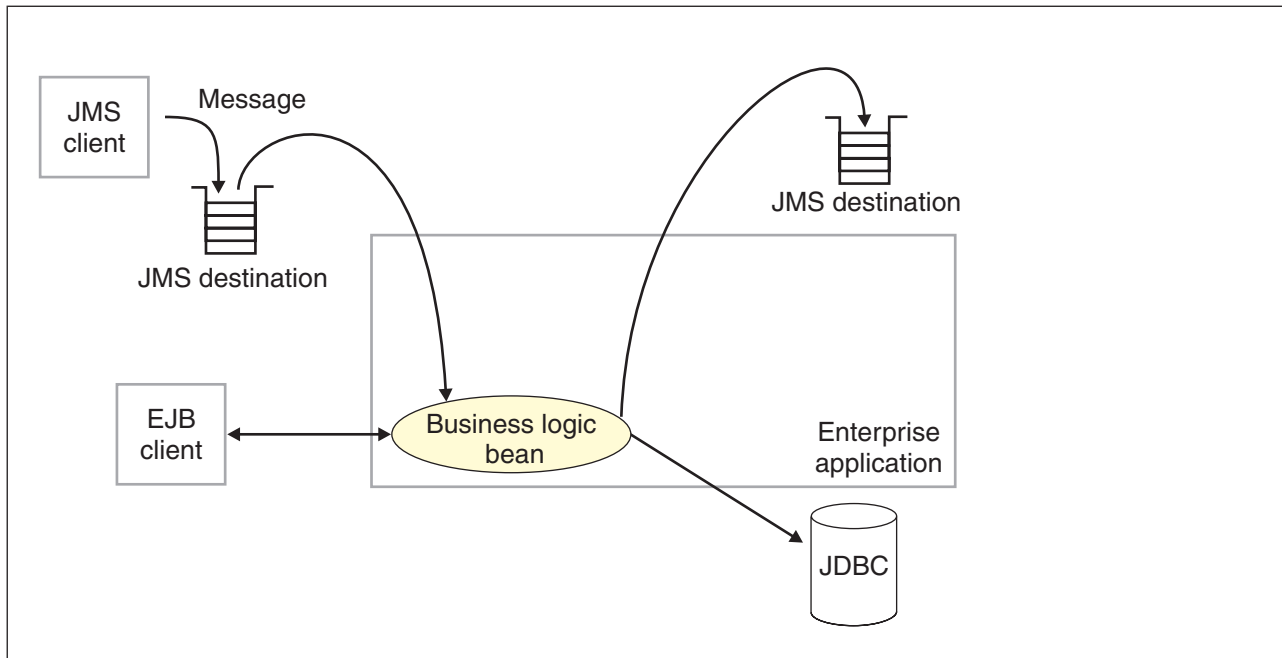 JMS
client
Message
JMS destination
JMS destination
EJB
client
Business logic
bean
Enterprise
application
JDBC